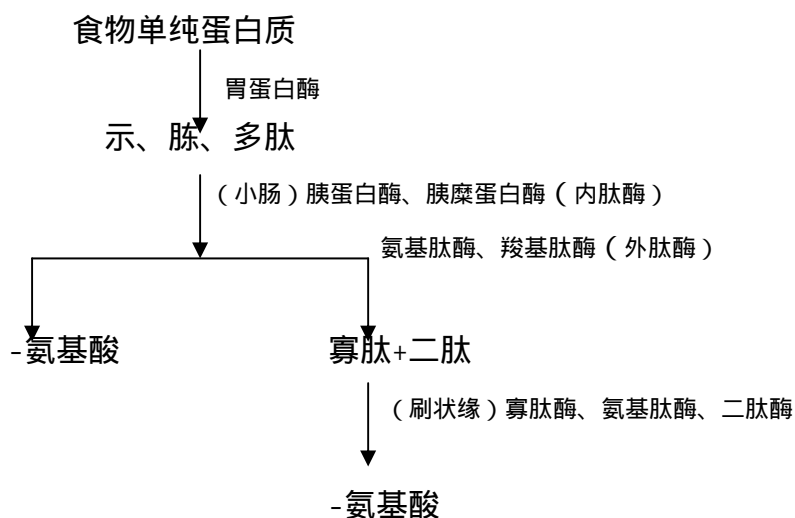 食物单纯蛋白质
胃蛋白酶
示、胨、多肽
（小肠）胰蛋白酶、胰糜蛋白酶（内肽酶）
氨基肽酶、羧基肽酶（外肽酶）
-氨基酸
寡肽+二肽
（刷状缘）寡肽酶、氨基肽酶、二肽酶
-氨基酸